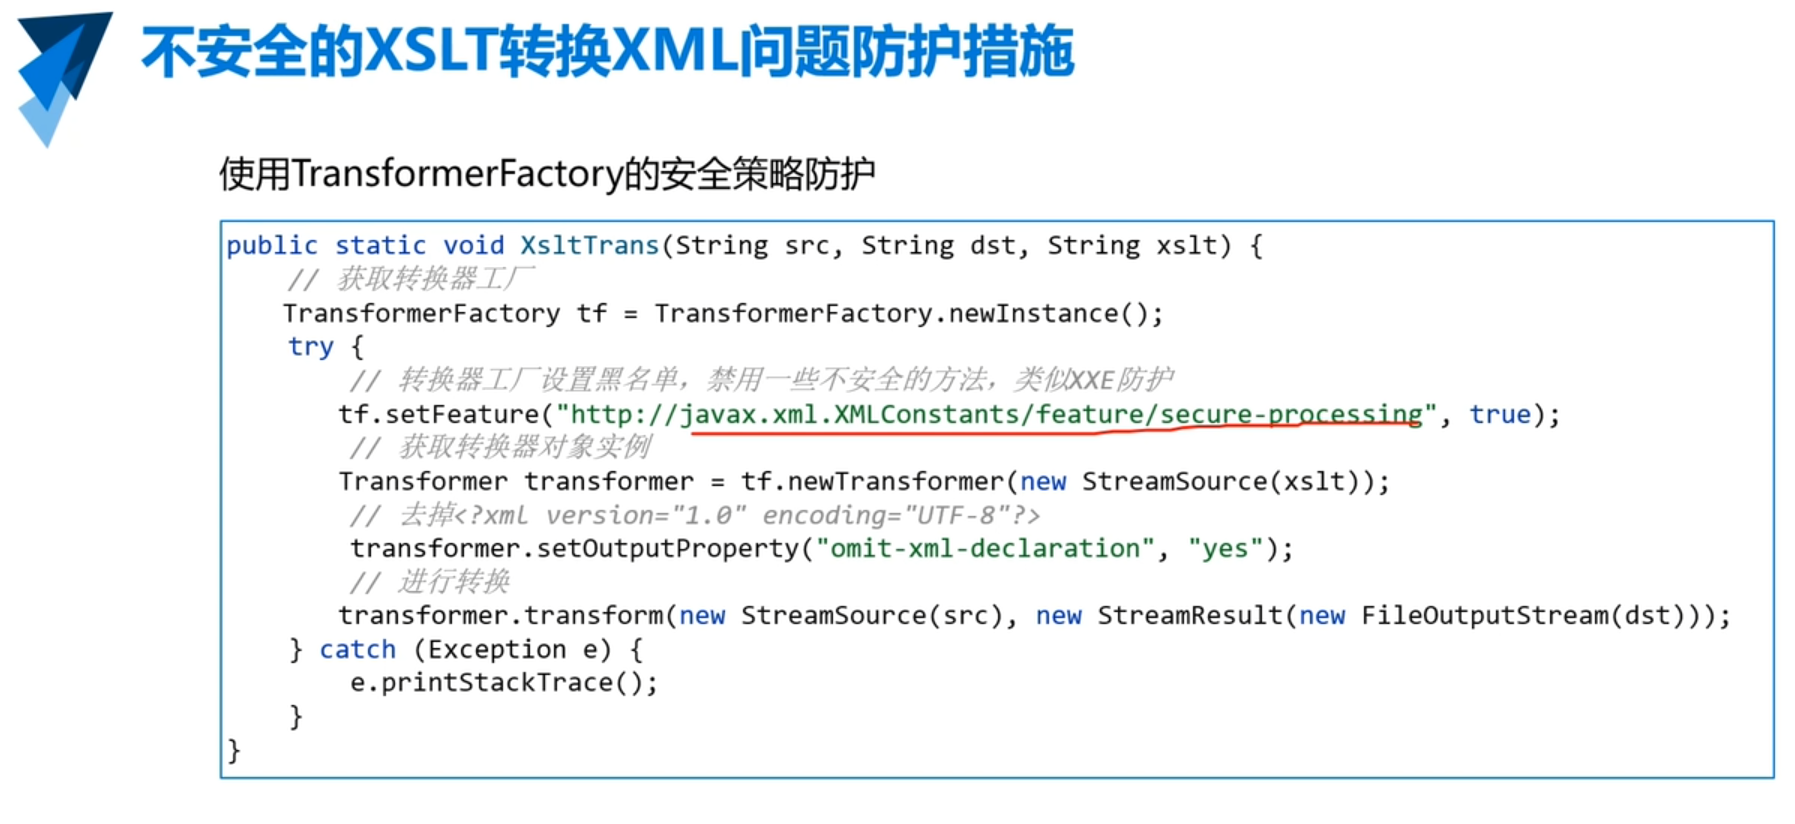 不安全的XSLT转换XML问题防护措施
使用TransformerFactory的安全策略防护
public static void XsltTrans(String src, String dst, String xslt) {
// 获取转换器工厂
TransformerFactory tf = TransformerFactory.newInstance();
try {
// 转换器工厂设置黑名单，禁用一些不安全的方法，类似XXE防护
tf.setFeature("http://javax.xml.XMLConstants/feature/secure-processing", true);
// 获取转换器对象实例
Transformer transformer = tf.newTransformer(new StreamSource(xslt));
// 去掉<?xml version="1.0" encoding="UTF-8"?>
transformer.setOutputProperty("omit-xml-declaration", "yes");
// 进行转换
transformer.transform(new StreamSource(src), new StreamResult(new FileOutputStream(dst)));
} catch (Exception e) {
e.printStackTrace();
}
}